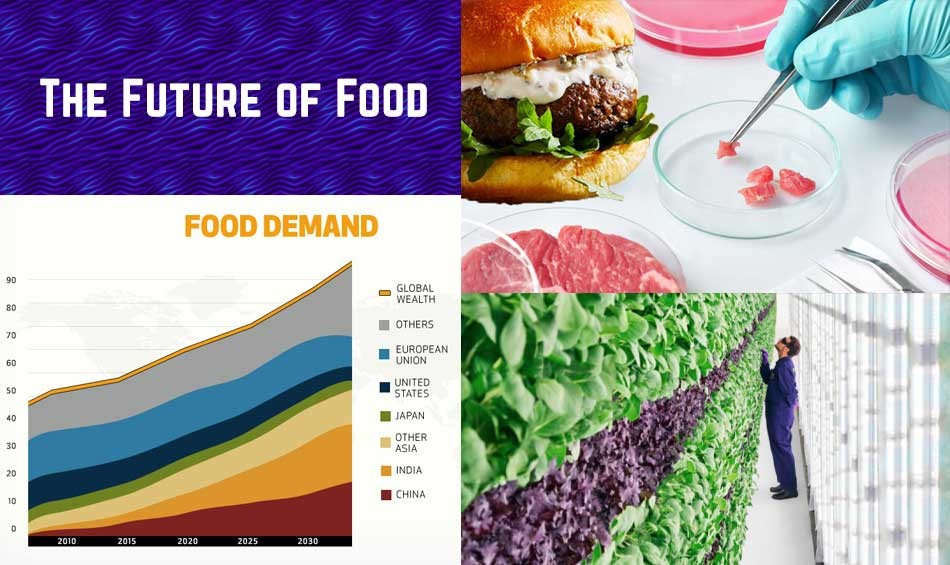 The Future of Food
FOOD DEMAND
90
80
70
60
50
40
30
20
10
0
2010 2015 2020 2025 2030
GLOBAL
WEALTH
OTHERS
EUROPEAN
UNION
UNITED
STATES
JAPAN
OTHER
ASIA
INDIA
CHINA